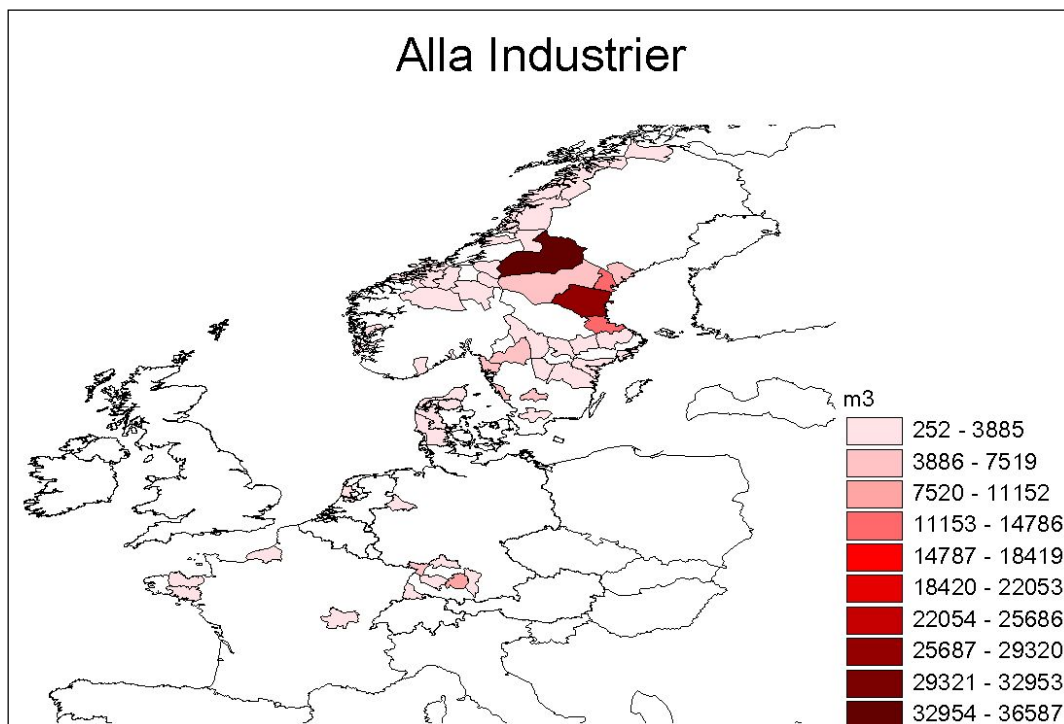 Alla Industrier
m3
252 - 3885
3886 - 7519
7520 - 11152
11153 - 14786
14787 - 18419
18420 - 22053
22054 - 25686
25687 - 29320
29321 - 32953
32954 - 36587